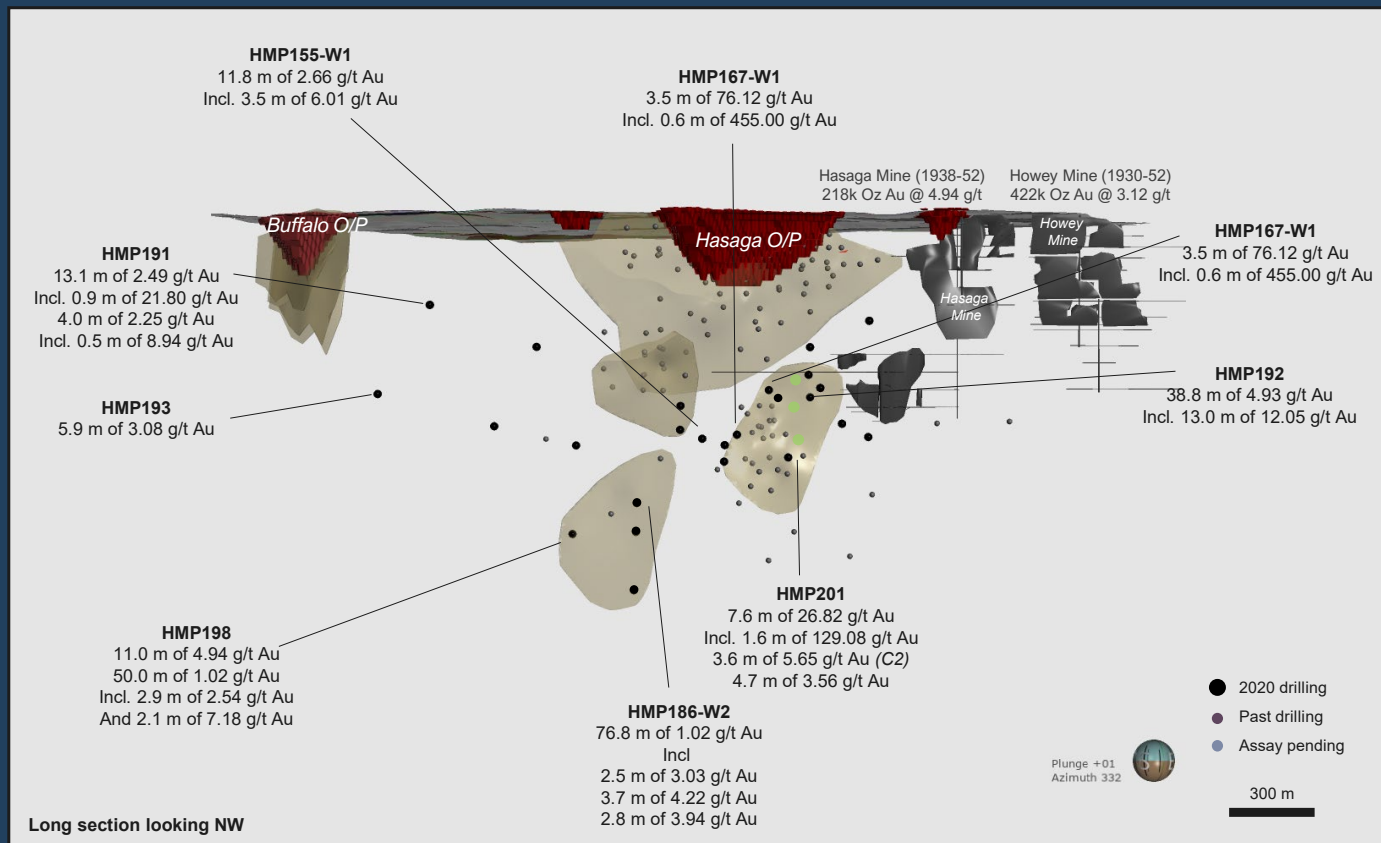 HMP155-W1
11.8 m of 2.66 g/t Au
Incl. 3.5 m of 6.01 g/t Au
HMP167-W1
3.5 m of 76.12 g/t Au
Incl. 0.6 m of 455.00 g/t Au
Hasaga Mine (1938-52)
218k Oz Au @ 4.94 g/t
Howey Mine (1930-52)
422k Oz Au @ 3.12 g/t
Buffalo O/P
Hasaga O/P
Howey
Mine
Hasaga
Mine
HMP167-W1
3.5 m of 76.12 g/t Au
Incl. 0.6 m of 455.00 g/t Au
HMP191
13.1 m of 2.49 g/t Au
Incl. 0.9 m of 21.80 g/t Au
4.0 m of 2.25 g/t Au
Incl. 0.5 m of 8.94 g/t Au
HMP192
38.8 m of 4.93 g/t Au
Incl. 13.0 m of 12.05 g/t Au
HMP193
5.9 m of 3.08 g/t Au
HMP201
7.6 m of 26.82 g/t Au
Incl. 1.6 m of 129.08 g/t Au
3.6 m of 5.65 g/t Au (C2)
4.7 m of 3.56 g/t Au
HMP198
11.0 m of 4.94 g/t Au
50.0 m of 1.02 g/t Au
Incl. 2.9 m of 2.54 g/t Au
And 2.1 m of 7.18 g/t Au
HMP186-W2
76.8 m of 1.02 g/t Au
Incl
2.5 m of 3.03 g/t Au
3.7 m of 4.22 g/t Au
2.8 m of 3.94 g/t Au
2020 drilling
Past drilling
Assay pending
Plunge +01
Azimuth 332
300 m
Long section looking NW